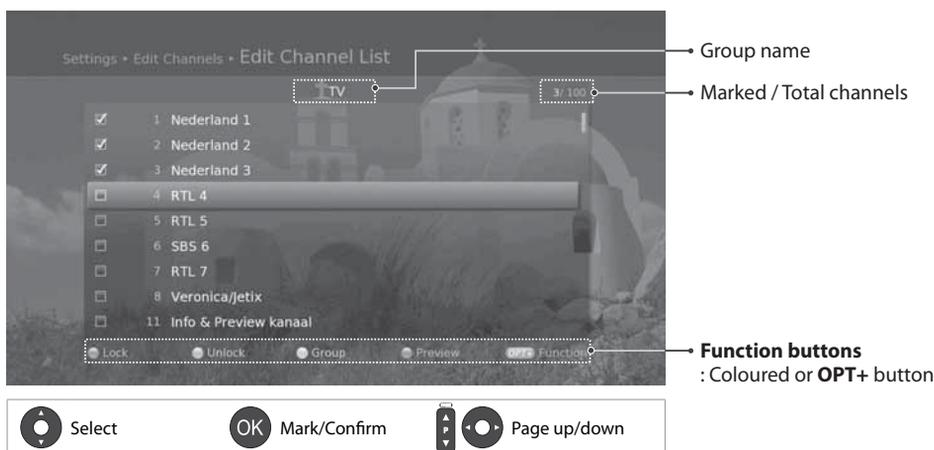 Settings • Edit Channels • Edit Channel List
TV
3/ 100
1 Nederland 1
2 Nederland 2
3 Nederland 3
4 RTL 4
5 RTL 5
6 SBS 6
7 RTL 7
8 Veronica/Jetix
11 Info & Preview kanaal
Lock Unlock Group Preview OPT+ Function
Group name
Marked / Total channels
Function buttons
: Coloured or OPT+ button
Select OK Mark/Confirm P Page up/down